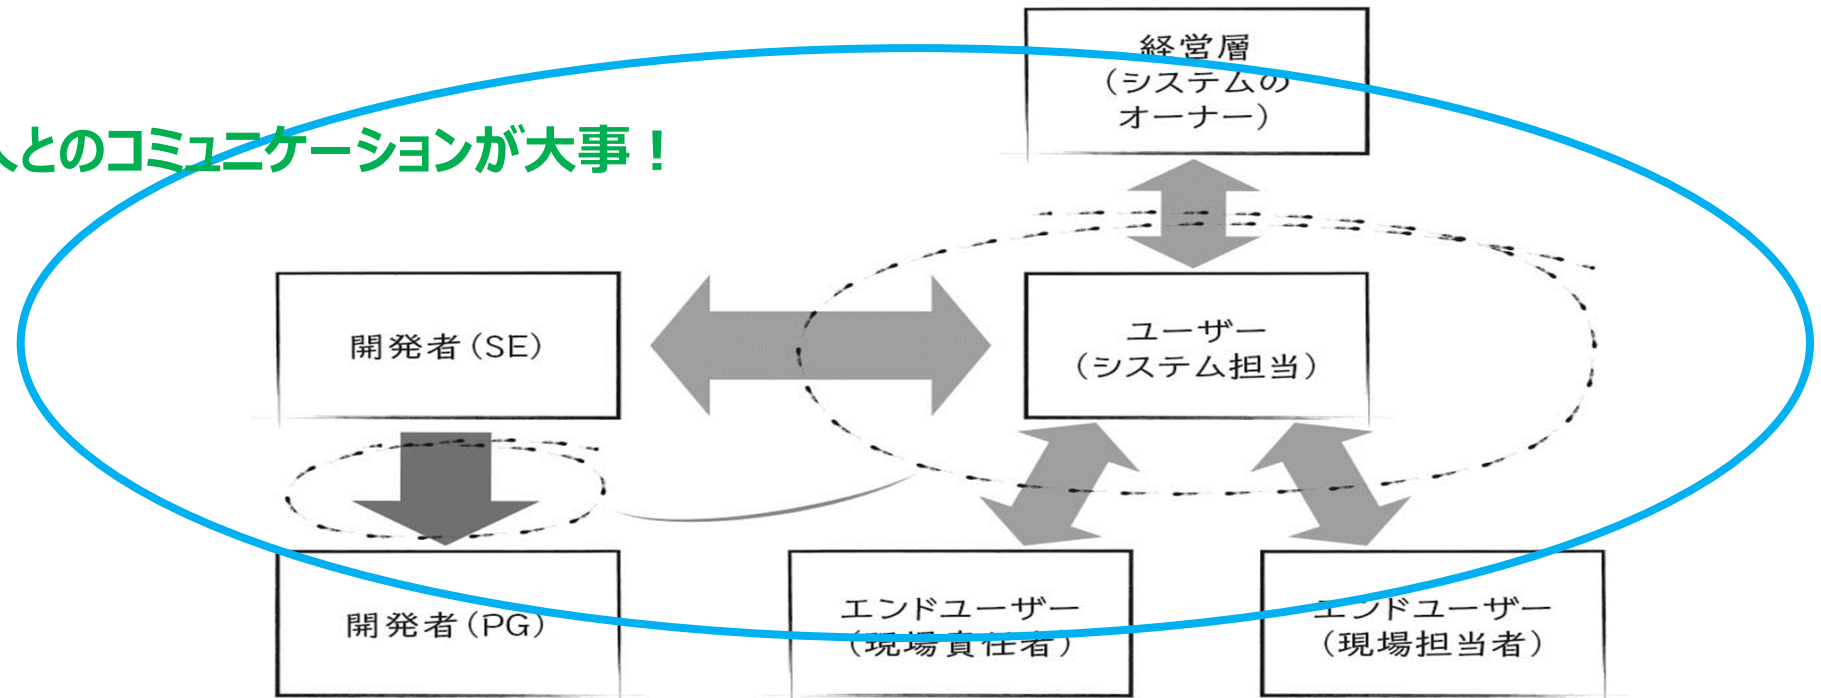 経営層
（システムの
オーナー）
とのコミュニケーションが大事！
開発者（SE）
ユーザー
（システム担当）
開発者（PG）
エンドユーザー
（現場責任者）
エンドユーザー
（現場担当者）